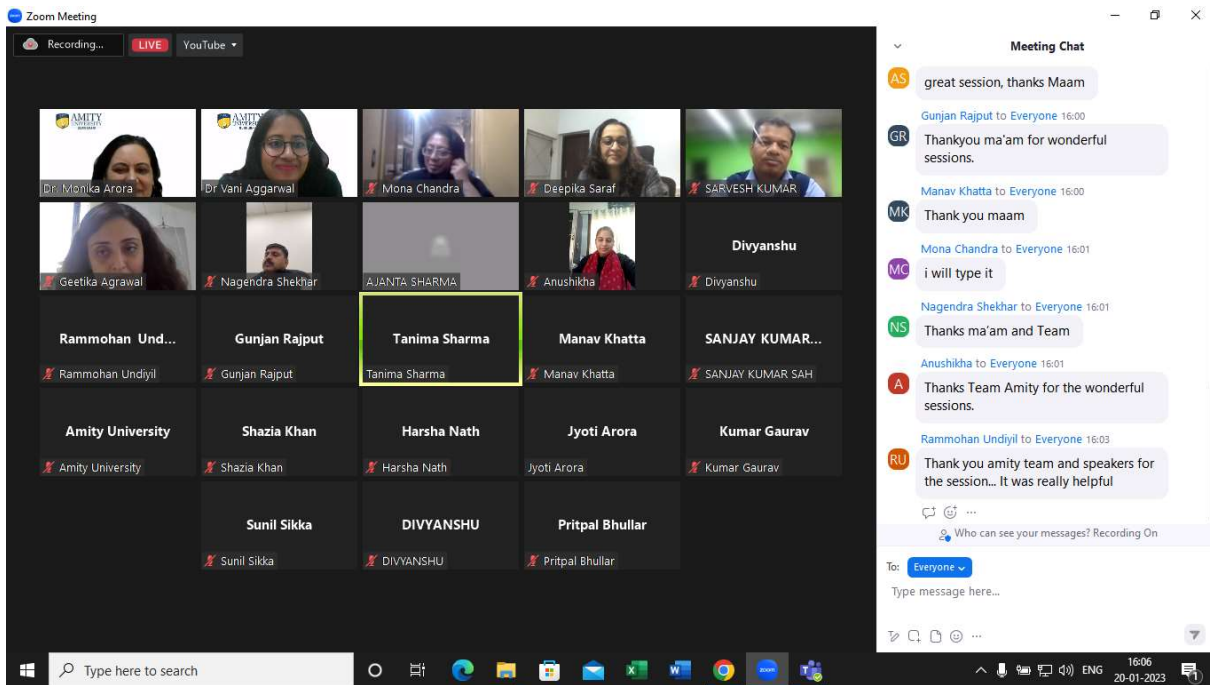 Zoom Meeting
Recording...
LIVE
YouTube
AMITY
UNIVERSITY
Dr. Monika Arora
AMITY
Dr Vani Aggarwal
Mona Chandra
Deepika Saraf
SARVESH KUMAR
Geetika Agrawal
Nagendra Shekhar
AJANTA SHARMA
Anushikha
Divyanshu
Divyanshu
Rammohan Und...
Rammohan Undiyil
Gunjan Rajput
Gunjan Rajput
Tanima Sharma
Tanima Sharma
Manav Khatta
Manav Khatta
SANJAY KUMAR...
SANJAY KUMAR SAH
Amity University
Amity University
Shazia Khan
Shazia Khan
Harsha Nath
Harsha Nath
Jyoti Arora
Jyoti Arora
Kumar Gaurav
Kumar Gaurav
Sunil Sikka
Sunil Sikka
DIVYANSHU
DIVYANSHU
Pritpal Bhullar
Pritpal Bhullar
Meeting Chat
AS
great session, thanks Maam
Gunjan Rajput to Everyone 16:00
GR
Thankyou ma'am for wonderful
sessions.
Manav Khatta to Everyone 16:00
MK
Thank you maam
Mona Chandra to Everyone 16:01
MC
i will type it
Nagendra Shekhar to Everyone 16:01
NS
Thanks ma'am and Team
Anushikha to Everyone 16:01
A
Thanks Team Amity for the wonderful
sessions.
Rammohan Undiyil to Everyone 16:03
RU
Thank you amity team and speakers for
the session... It was really helpful
Who can see your messages? Recording On
To: Everyone
Type message here...
Type here to search
zoom
ENG
16:06
20-01-2023
1